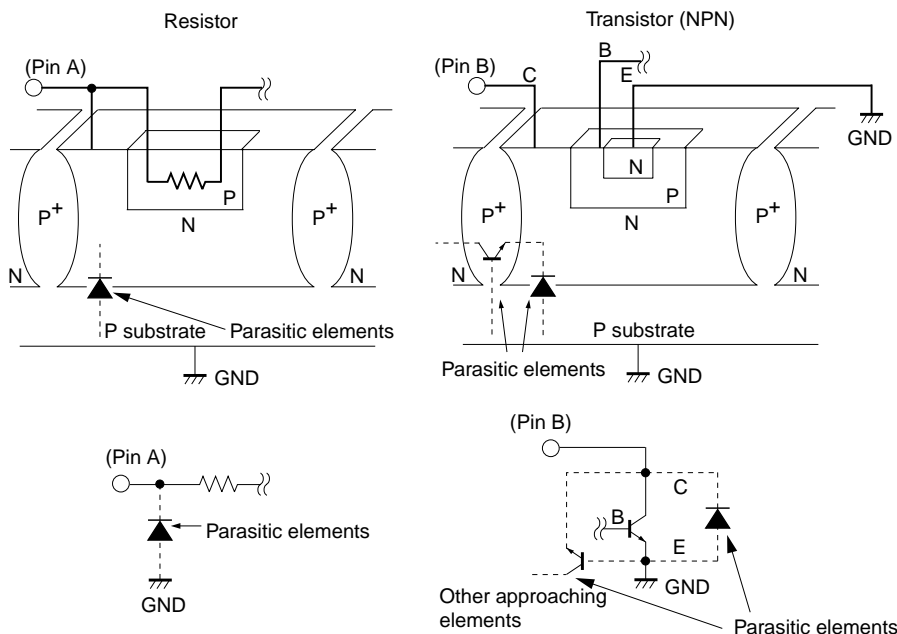 Resistor
(Pin A)
P
P+
N
P+
N
N
P substrate
Parasitic elements
GND
Transistor (NPN)
(Pin B)
C
B
E
GND
N
P
P+
N
P+
N
N
P substrate
Parasitic elements
GND
(Pin A)
Parasitic elements
GND
(Pin B)
C
B
E
GND
Other approaching
elements
Parasitic elements